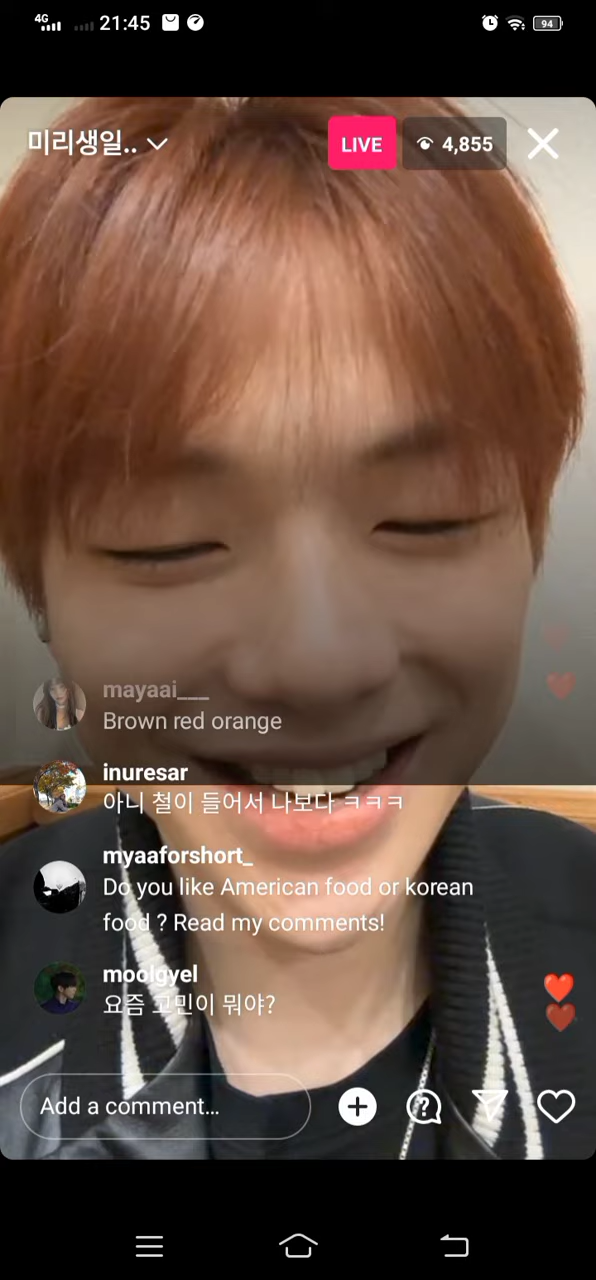 4G 21:45 94
미리생일.. LIVE 4,855
mayaai___
Brown red orange
inuresar
아니 철이 들어서 나보다 ㅋㅋㅋ
myaaforshort_
Do you like American food or korean
food ? Read my comments!
moolgyel
요즘 고민이 뭐야?
Add a comment...